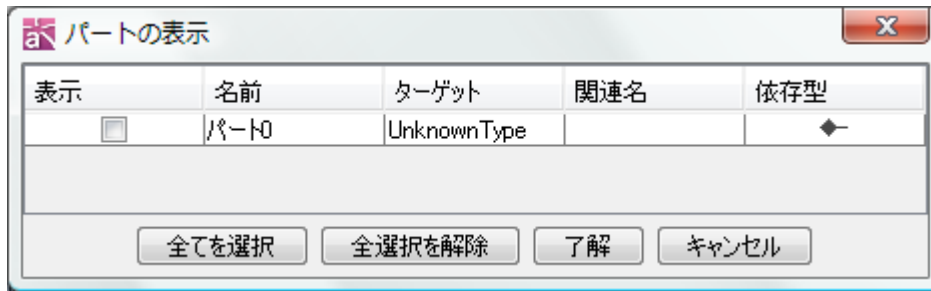 パートの表示
表示 名前 ターゲット 関連名 依存型
パート0 UnknownType
全てを選択 全選択を解除 了解 キャンセル